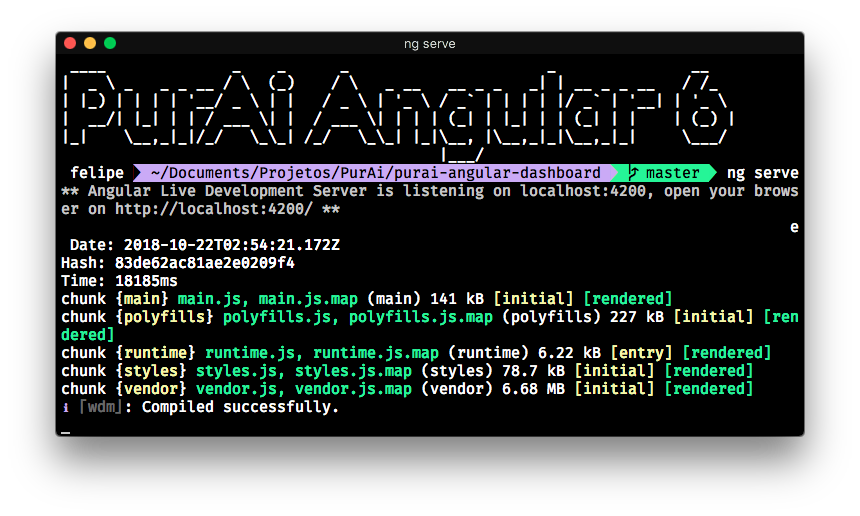 ng serve
PurAi Angular 6
felipe ~/Documents/Projetos/PurAi/purai-angular-dashboard master ng serve
** Angular Live Development Server is listening on localhost:4200, open your brows
er on http://localhost:4200/ **
e
Date: 2018-10-22T02:54:21.172Z
Hash: 83de62ac81ae2e0209f4
Time: 18185ms
chunk {main} main.js, main.js.map (main) 141 kB [initial] [rendered]
chunk {polyfills} polyfills.js, polyfills.js.map (polyfills) 227 kB [initial] [ren
dered]
chunk {runtime} runtime.js, runtime.js.map (runtime) 6.22 kB [entry] [rendered]
chunk {styles} styles.js, styles.js.map (styles) 78.7 kB [initial] [rendered]
chunk {vendor} vendor.js, vendor.js.map (vendor) 6.68 MB [initial] [rendered]
ℹ ｢wdm｣: Compiled successfully.